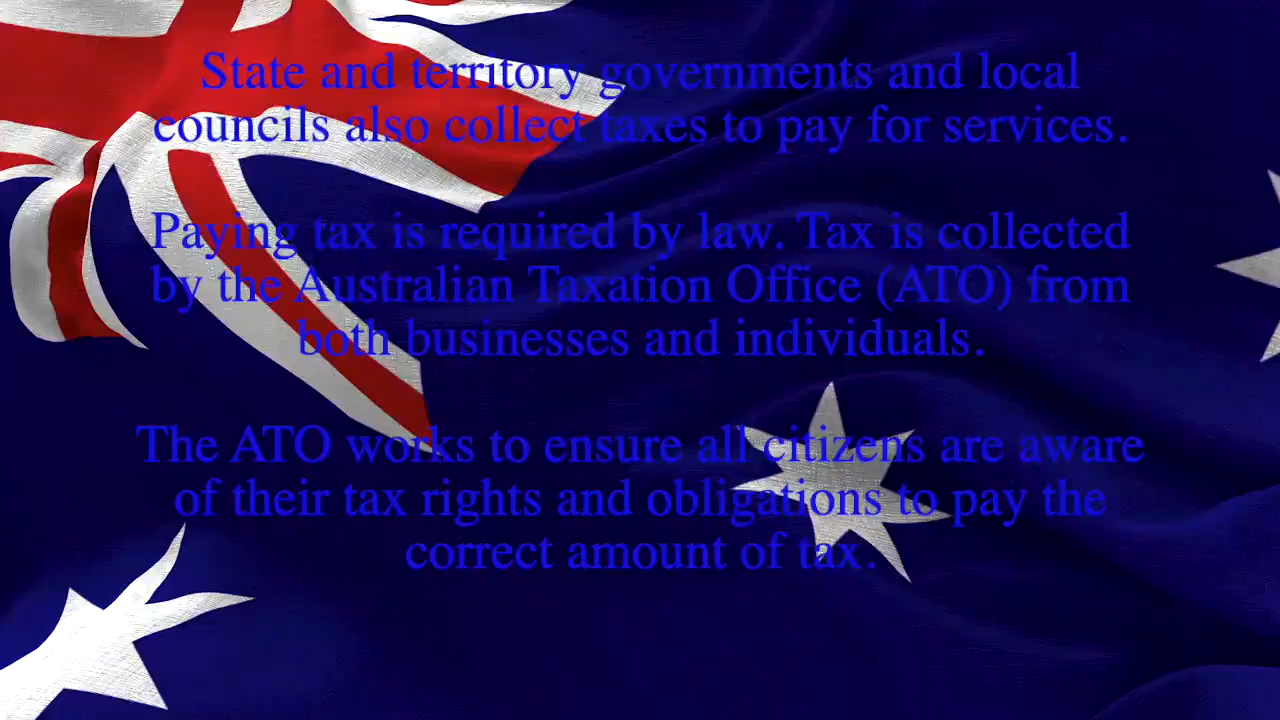 State and territory governments and local
councils also collect taxes to pay for services.
Paying tax is required by law. Tax is collected
by the Australian Taxation Office (ATO) from
both businesses and individuals.
The ATO works to ensure all citizens are aware
of their tax rights and obligations to pay the
correct amount of tax.